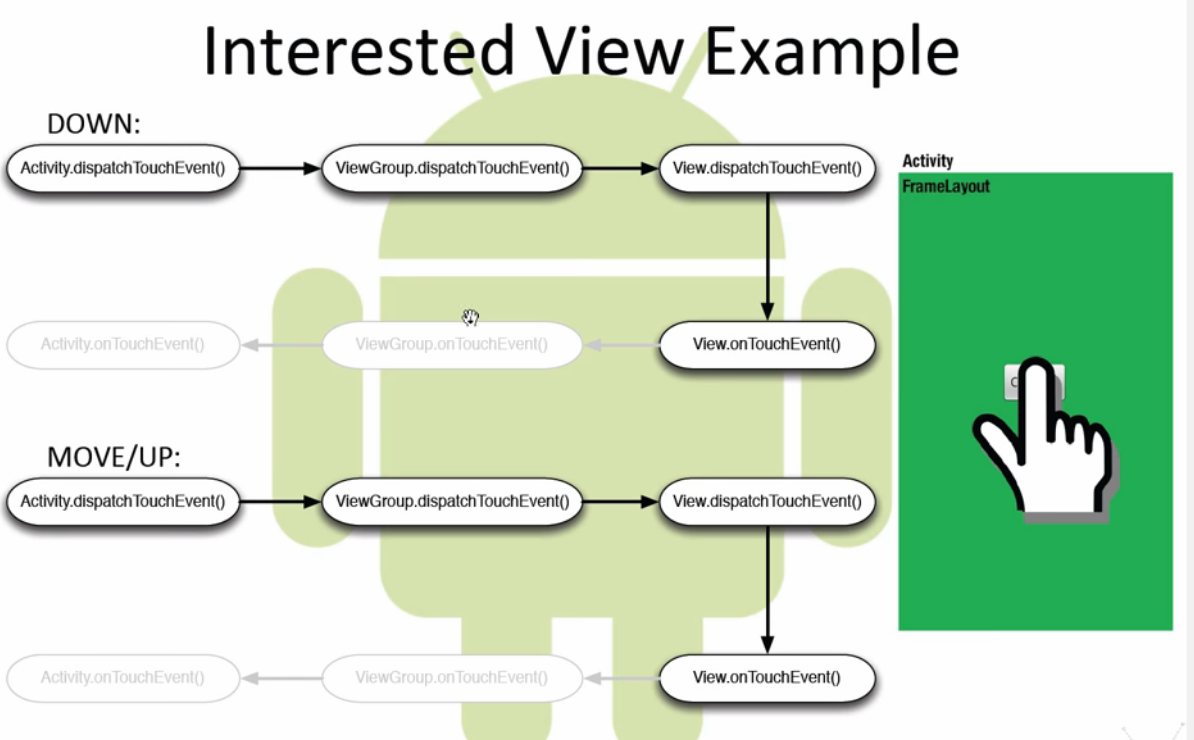 Interested View Example
DOWN:
Activity.dispatchTouchEvent()
ViewGroup.dispatchTouchEvent()
View.dispatchTouchEvent()
Activity
FrameLayout
Activity.onTouchEvent()
ViewGroup.onTouchEvent()
View.onTouchEvent()
MOVE/UP:
Activity.dispatchTouchEvent()
ViewGroup.dispatchTouchEvent()
View.dispatchTouchEvent()
Activity.onTouchEvent()
ViewGroup.onTouchEvent()
View.onTouchEvent()